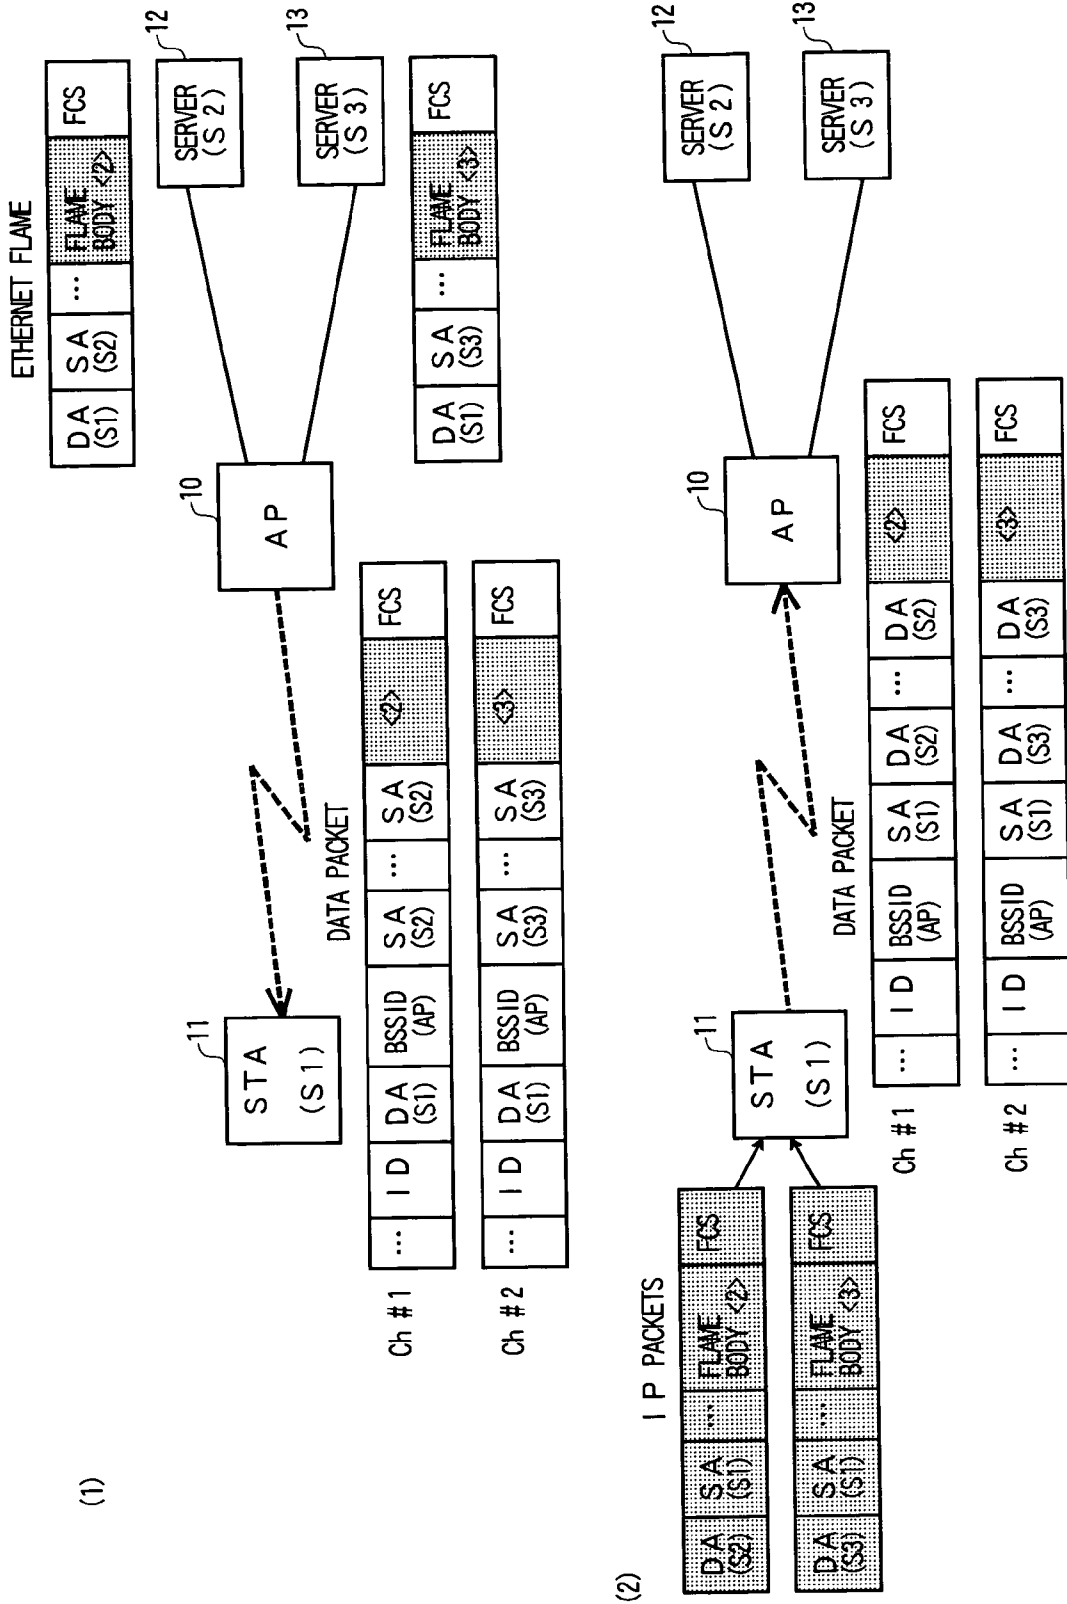 (1)
ETHERNET FLAME
DA (S1) SA (S2) ... FLAME BODY <2> FCS
SERVER (S2)
12
SERVER (S3)
13
DA (S1) SA (S3) ... FLAME BODY <3> FCS
10
AP
11
STA (S1)
DATA PACKET
Ch #1 ... ID DA (S1) BSSID (AP) SA (S2) ... SA (S2) <2> FCS
Ch #2 ... ID DA (S1) BSSID (AP) SA (S3) ... SA (S3) <3> FCS
(2)
IP PACKETS
DA (S2) SA (S1) ... FLAME BODY <2> FCS
DA (S3) SA (S1) ... FLAME BODY <3> FCS
11
STA (S1)
10
AP
SERVER (S2)
12
SERVER (S3)
13
DATA PACKET
Ch #1 ... ID BSSID (AP) SA (S1) DA (S2) ... DA (S2) <2> FCS
Ch #2 ... ID BSSID (AP) SA (S1) DA (S3) ... DA (S3) <3> FCS